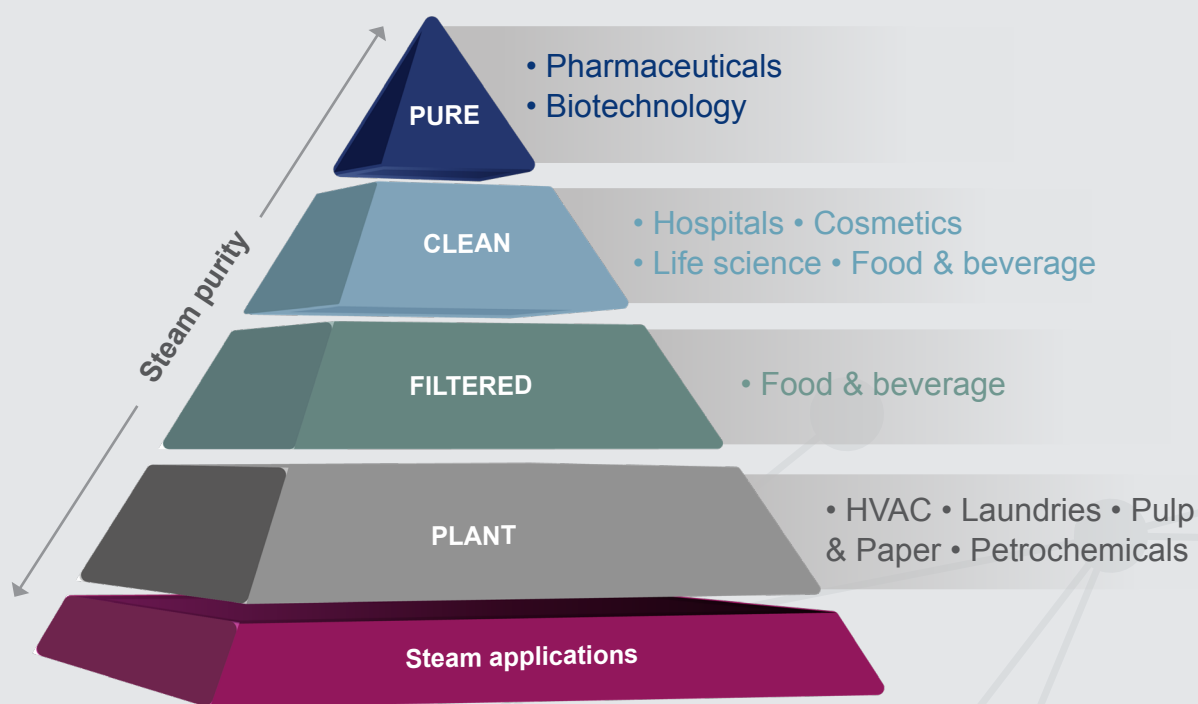 PURE
• Pharmaceuticals
• Biotechnology
CLEAN
• Hospitals • Cosmetics
• Life science • Food & beverage
Steam purity
FILTERED
• Food & beverage
PLANT
• HVAC • Laundries • Pulp
& Paper • Petrochemicals
Steam applications